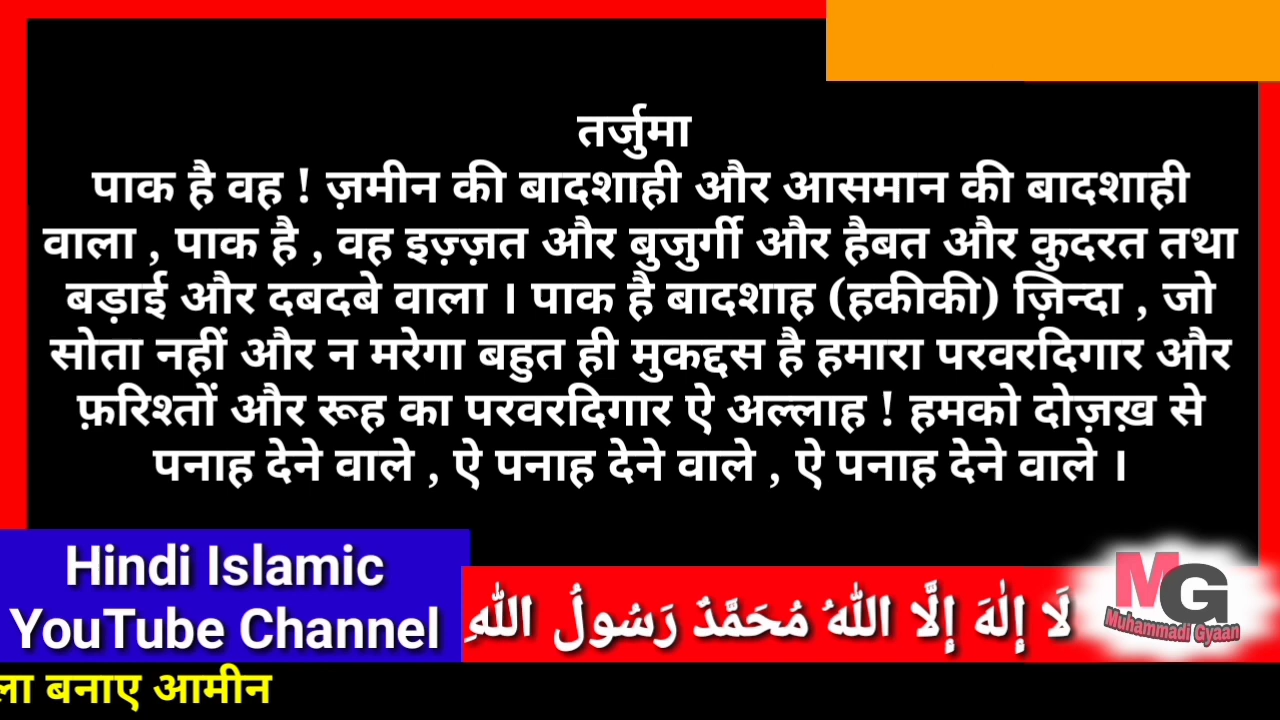 तर्जुमा
पाक है वह ! ज़मीन की बादशाही और आसमान की बादशाही
वाला , पाक है , वह इज़्ज़त और बुजुर्गी और हैबत और कुदरत तथा
बड़ाई और दबदबे वाला । पाक है बादशाह (हकीकी) ज़िन्दा , जो
सोता नहीं और न मरेगा बहुत ही मुकद्दस है हमारा परवरदिगार और
फ़रिश्तों और रूह का परवरदिगार ऐ अल्लाह ! हमको दोज़ख़ से
पनाह देने वाले , ऐ पनाह देने वाले , ऐ पनाह देने वाले ।
Hindi Islamic
YouTube Channel
لَا إِلٰهَ إِلَّا اللّٰهُ مُحَمَّدٌ رَسُولُ اللّٰهِ
MG
Muhammadi Gyaan
ला बनाए आमीन